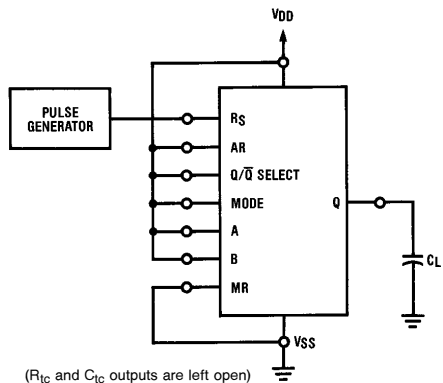 VDD
PULSE
GENERATOR
RS
AR
Q/Q̅ SELECT
MODE
Q
A
B
CL
MR
VSS
(Rtc and Ctc outputs are left open)